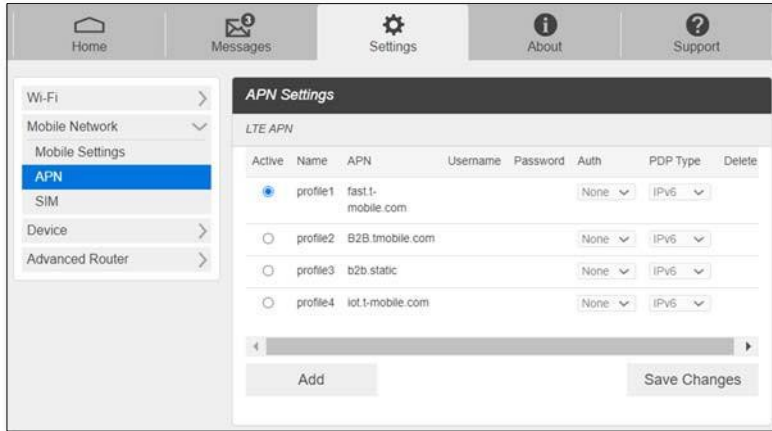 3
Home
Messages
Settings
About
Support
Wi-Fi
Mobile Network
Mobile Settings
APN
SIM
Device
Advanced Router
APN Settings
LTE APN
Active Name APN Username Password Auth PDP Type Delete
profile1 fast.t-
mobile.com None IPv6
profile2 B2B.tmobile.com None IPv6
profile3 b2b.static None IPv6
profile4 iot.t-mobile.com None IPv6
Add
Save Changes